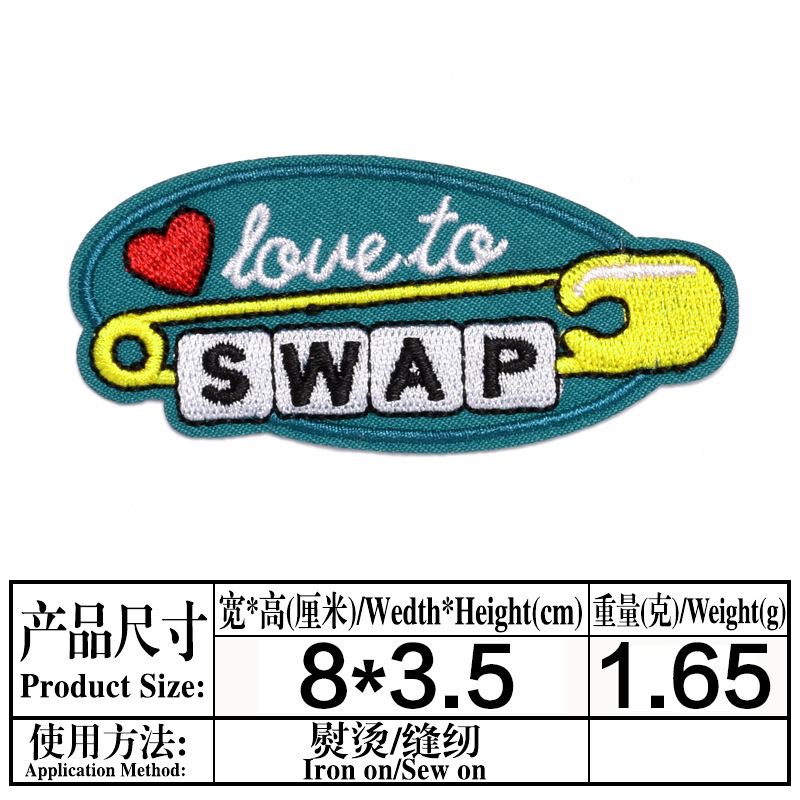 love to
SWAP
产品尺寸
Product Size:
宽*高(厘米)/Wedth*Height(cm)
重量(克)/Weight(g)
8*3.5
1.65
使用方法:
Application Method:
熨烫/缝纫
Iron on/Sew on